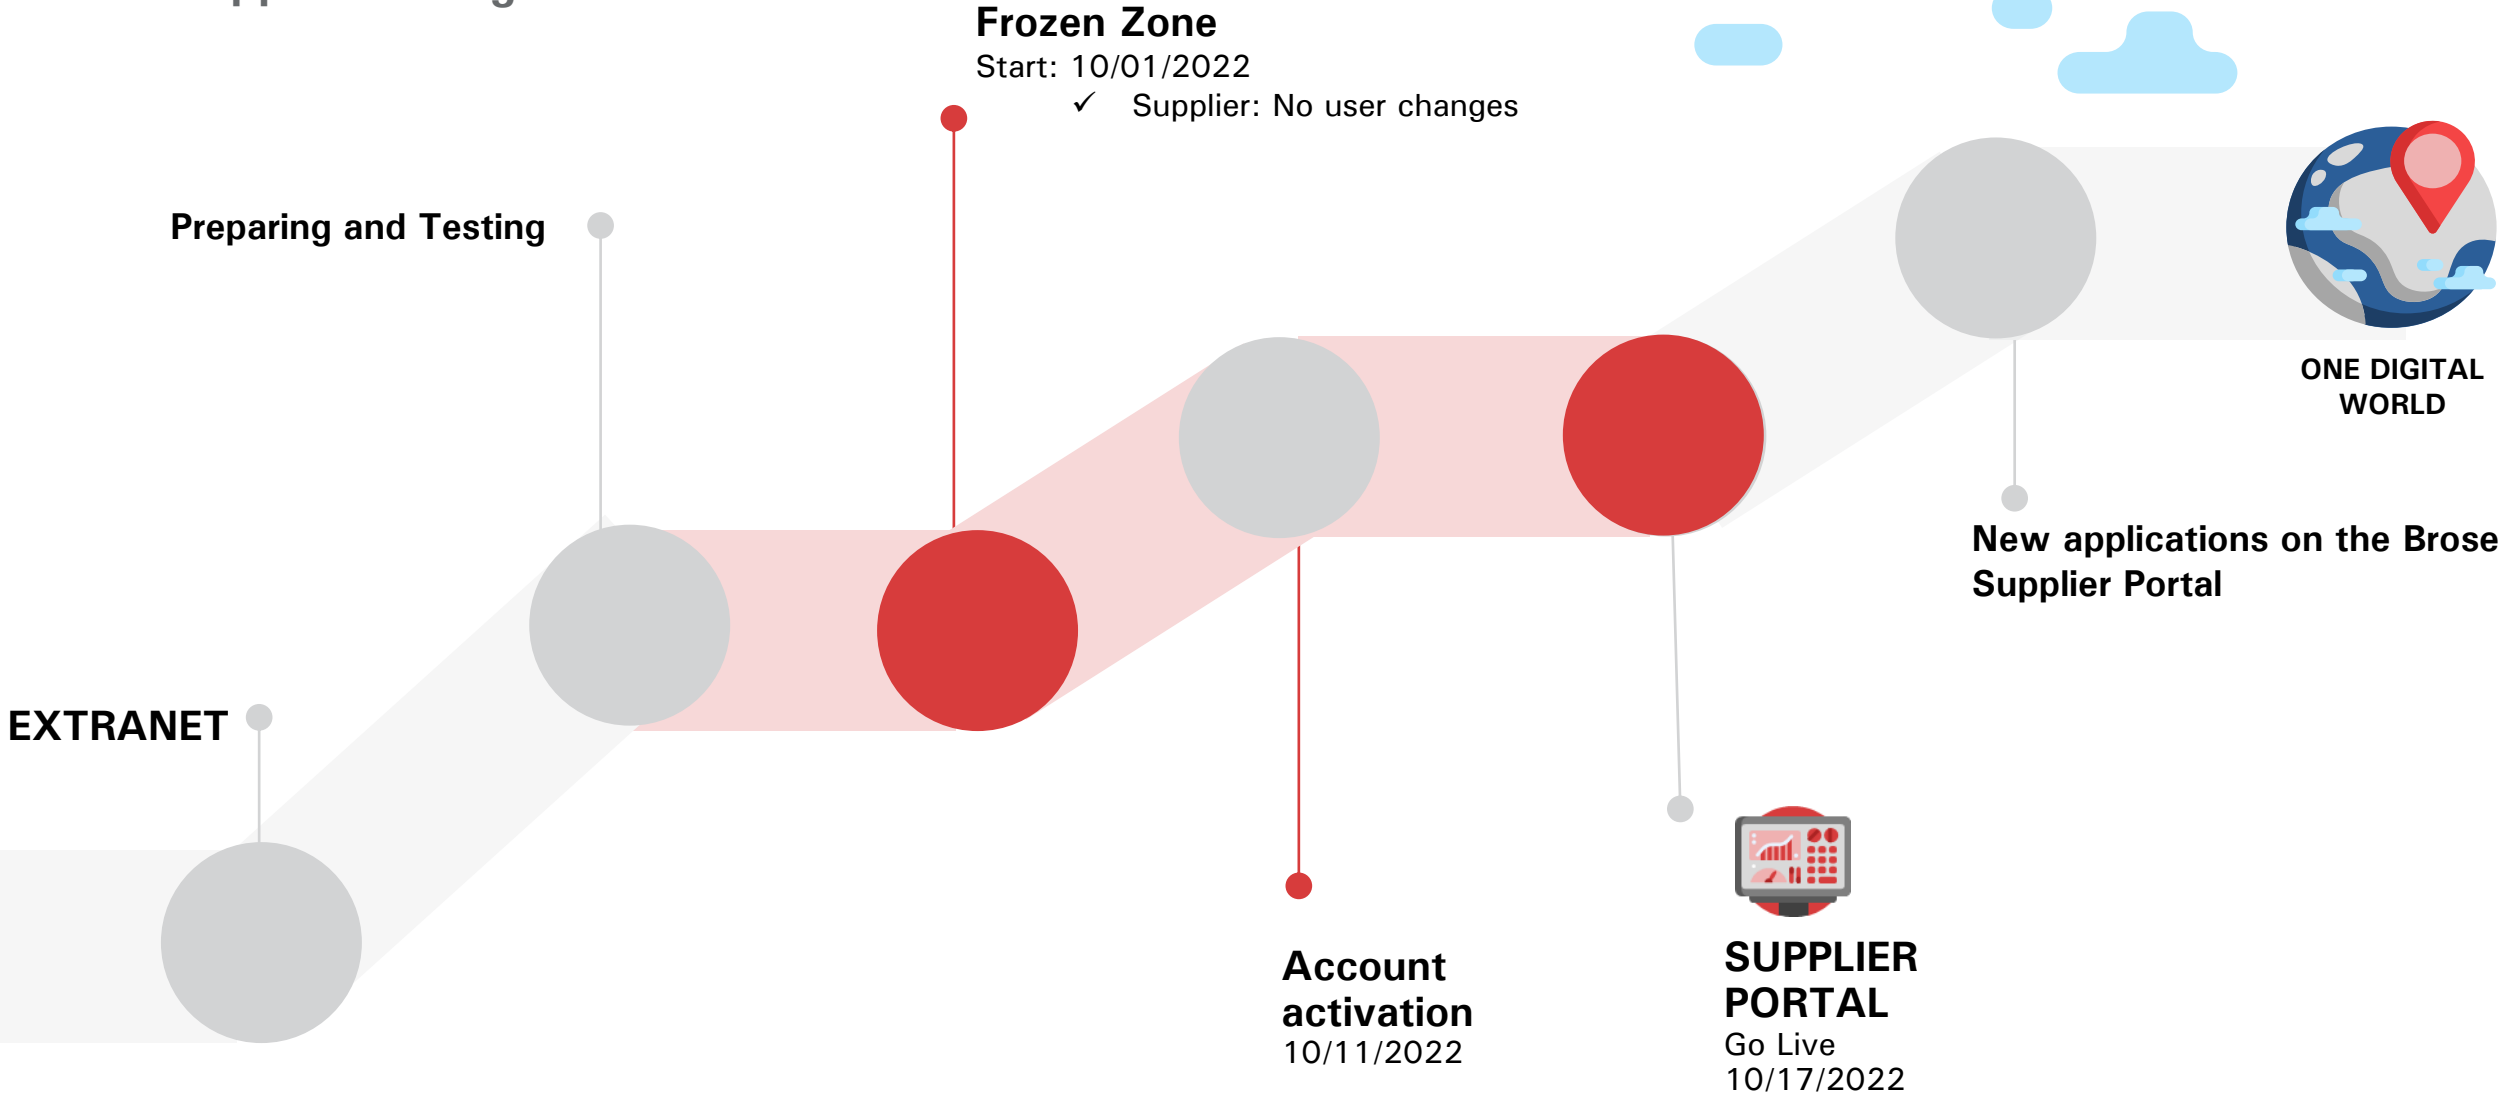 Frozen Zone
Start: 10/01/2022
✓ Supplier: No user changes
Preparing and Testing
ONE DIGITAL
WORLD
New applications on the Brose
Supplier Portal
EXTRANET
Account
activation
10/11/2022
SUPPLIER
PORTAL
Go Live
10/17/2022